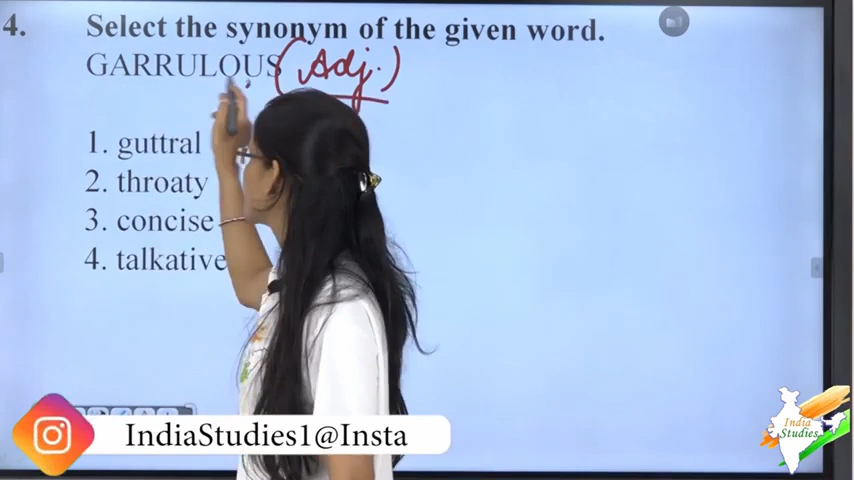 4. Select the synonym of the given word.
GARRULOUS (Adj.)
1. guttral
2. throaty
3. concise
4. talkative
IndiaStudies1@Insta
India
Studies